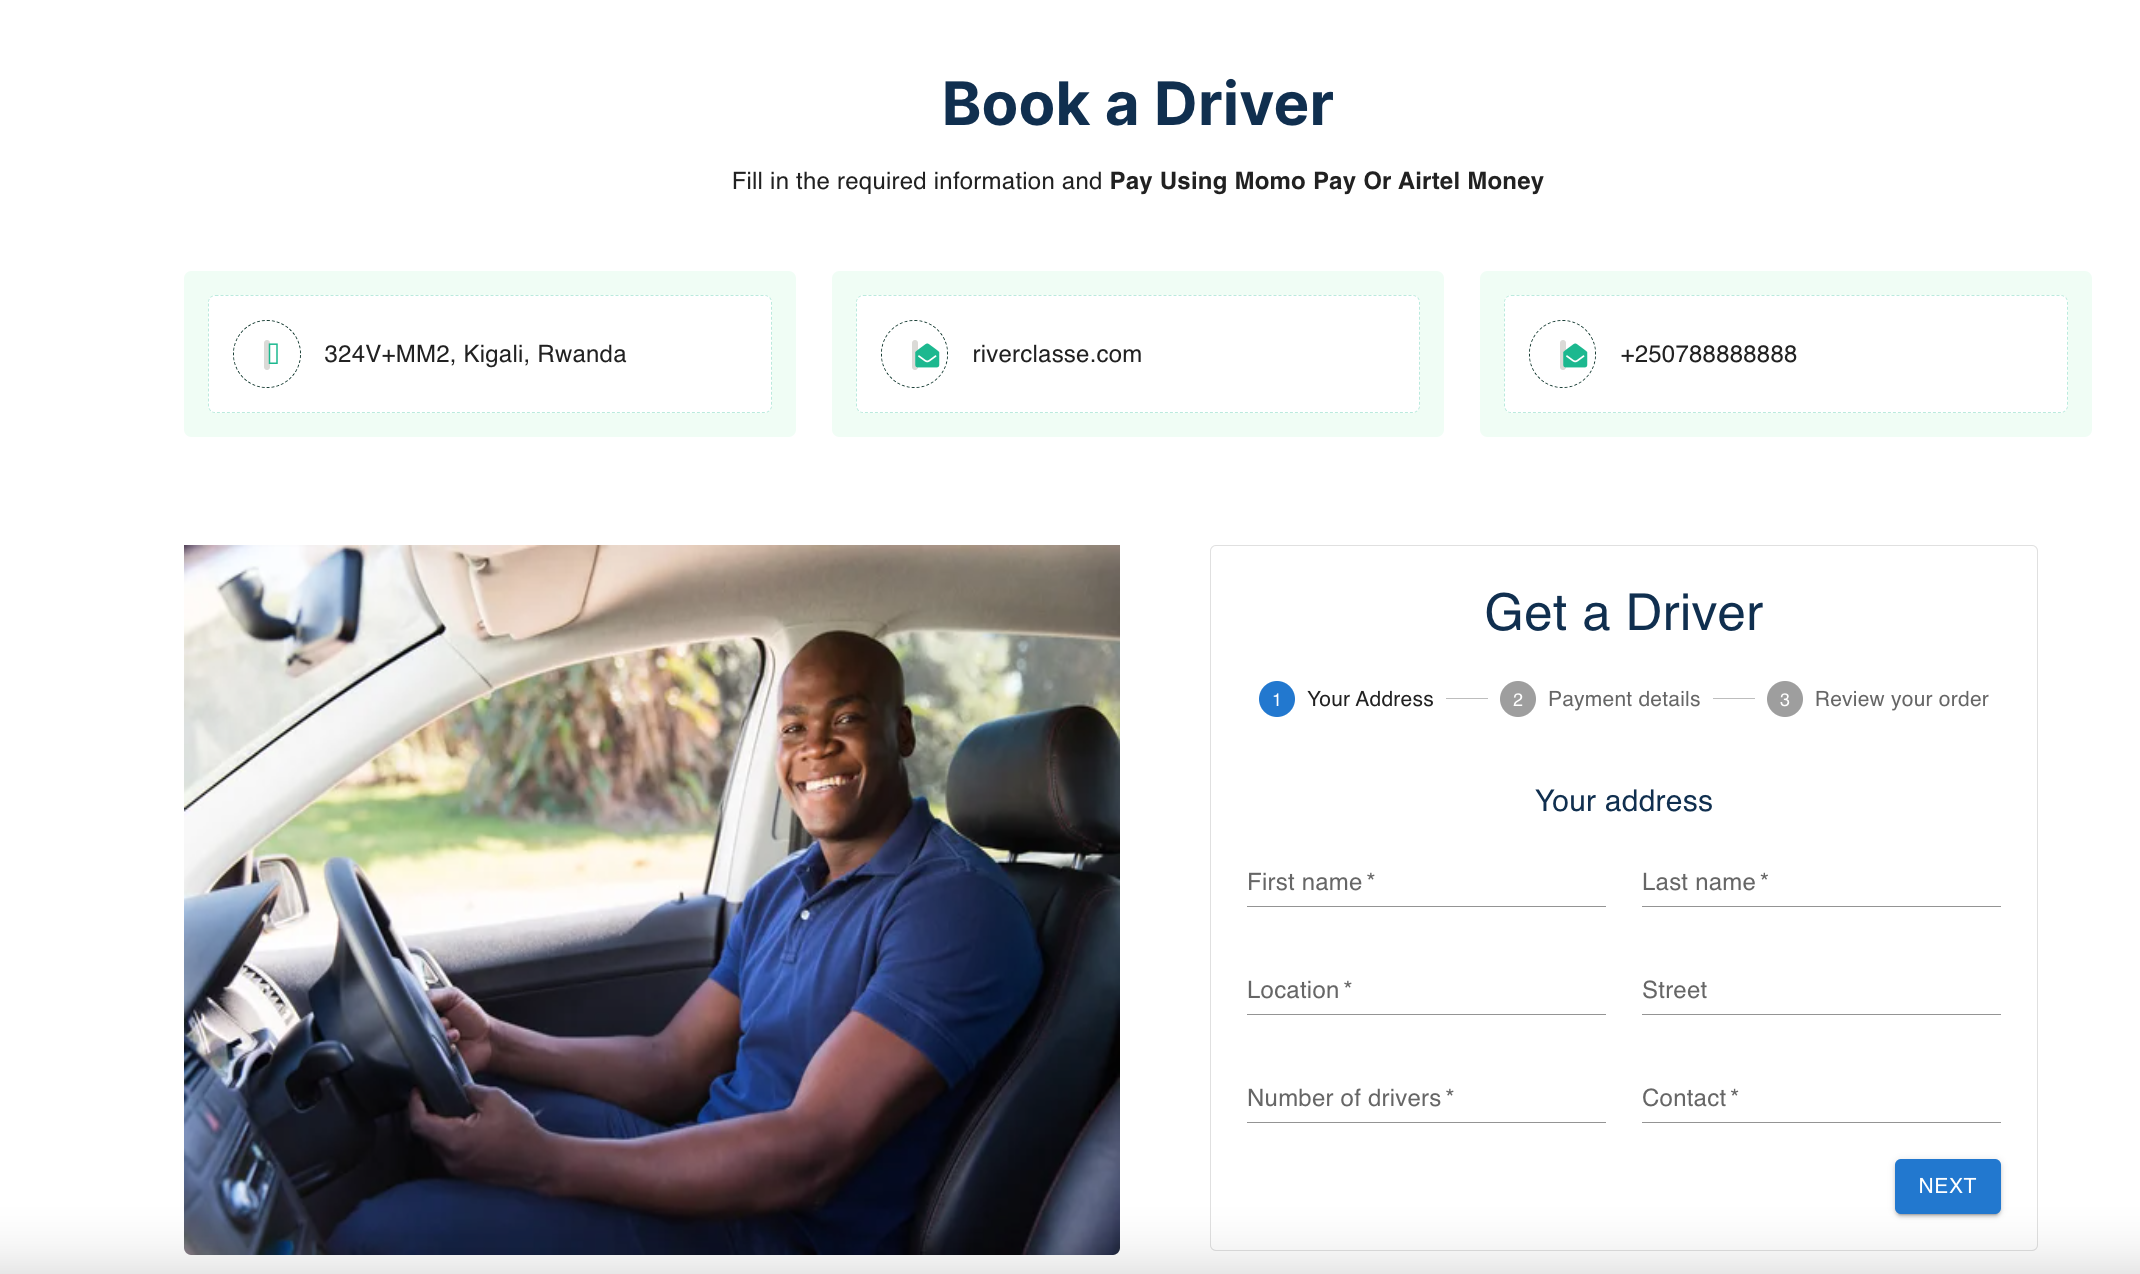 Book a Driver
Fill in the required information and Pay Using Momo Pay Or Airtel Money
324V+MM2, Kigali, Rwanda
riverclasse.com
+250788888888
Get a Driver
1 Your Address 2 Payment details 3 Review your order
Your address
First name * Last name *
Location * Street
Number of drivers * Contact *
NEXT